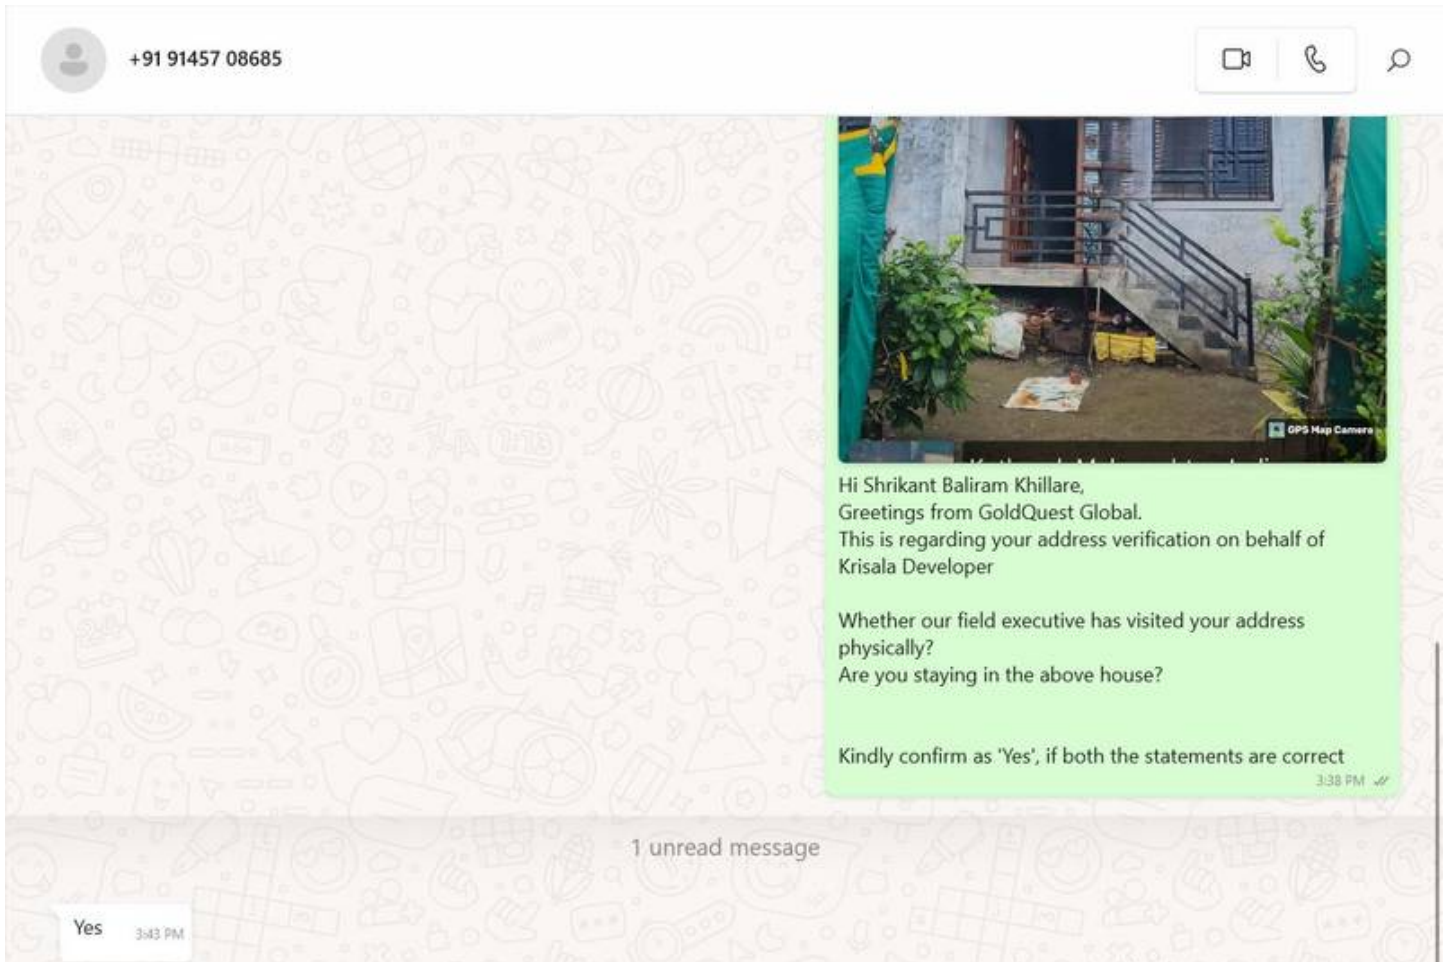 +91 91457 08685
GPS Map Camera
Hi Shrikant Baliram Khillare,
Greetings from GoldQuest Global.
This is regarding your address verification on behalf of
Krisala Developer
Whether our field executive has visited your address
physically?
Are you staying in the above house?
Kindly confirm as 'Yes', if both the statements are correct
3:38 PM
1 unread message
Yes
3:43 PM